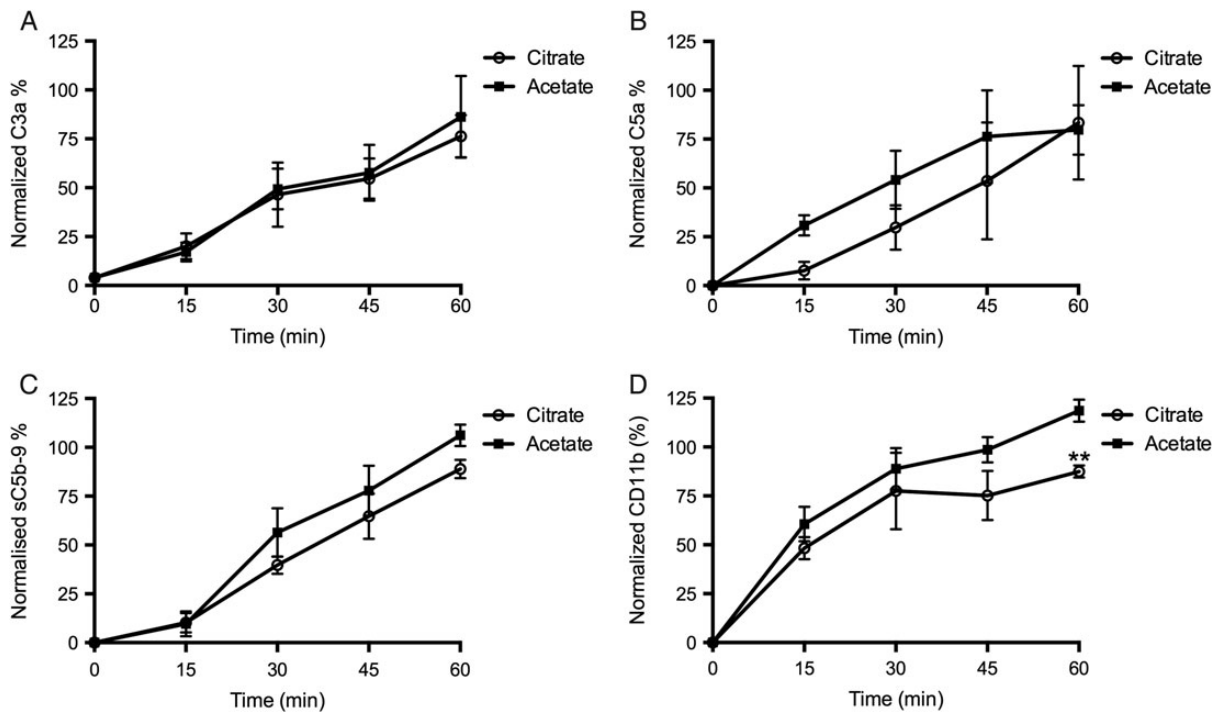 A
Normalized C3a %
125
100
75
50
25
0
0 15 30 45 60
Time (min)
Citrate
Acetate
B
Normalized C5a %
125
100
75
50
25
0
0 15 30 45 60
Time (min)
Citrate
Acetate
C
Normalised sC5b-9 %
125
100
75
50
25
0
0 15 30 45 60
Time (min)
Citrate
Acetate
D
Normalized CD11b (%)
125
100
75
50
25
0
0 15 30 45 60
Time (min)
Citrate
Acetate
**